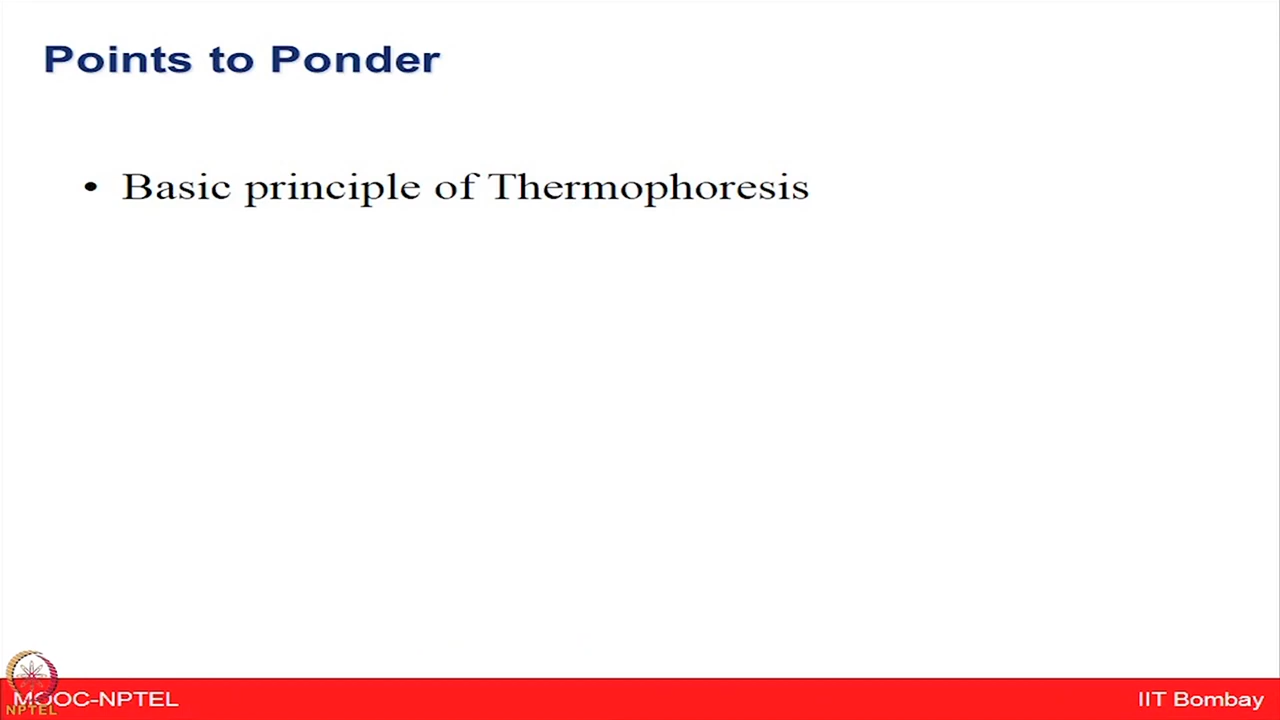 Points to Ponder
• Basic principle of Thermophoresis
MOOC-NPTEL
NPTEL
IIT Bombay